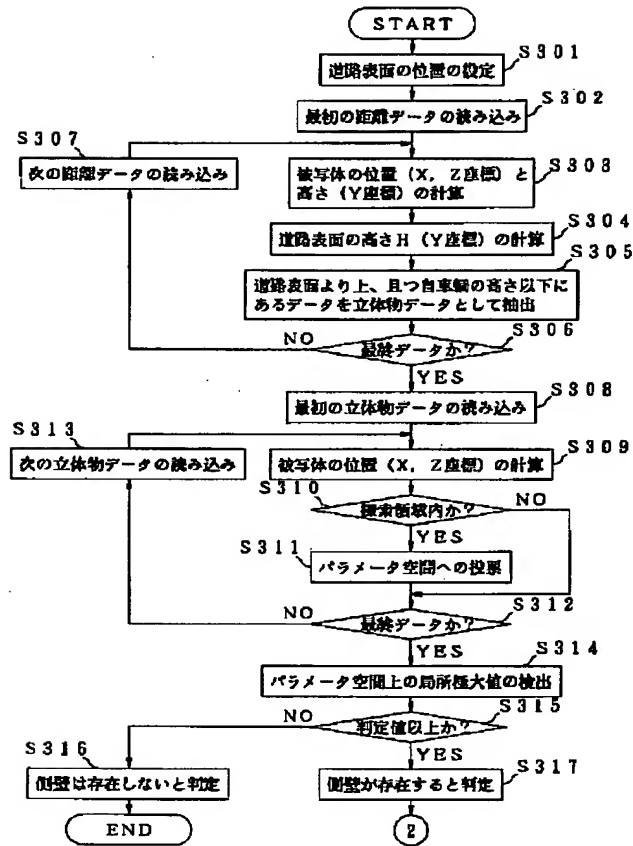 START
S301
道路表面の位置の設定
S302
最初の距離データの読み込み
S307
次の距離データの読み込み
S303
被写体の位置(X, Z座標)と
高さ(Y座標)の計算
S304
道路表面の高さH(Y座標)の計算
S305
道路表面より上、且つ自車輌の高さ以下に
あるデータを立体物データとして抽出
S306
NO
最終データか?
YES
S308
最初の立体物データの読み込み
S313
次の立体物データの読み込み
S309
被写体の位置(X, Z座標)の計算
S310
探索領域内か?
NO
YES
S311
パラメータ空間への投票
S312
NO
最終データか?
YES
S314
パラメータ空間上の局所極大値の検出
S315
NO
判定値以上か?
YES
S316
側壁は存在しないと判定
S317
側壁が存在すると判定
END
2